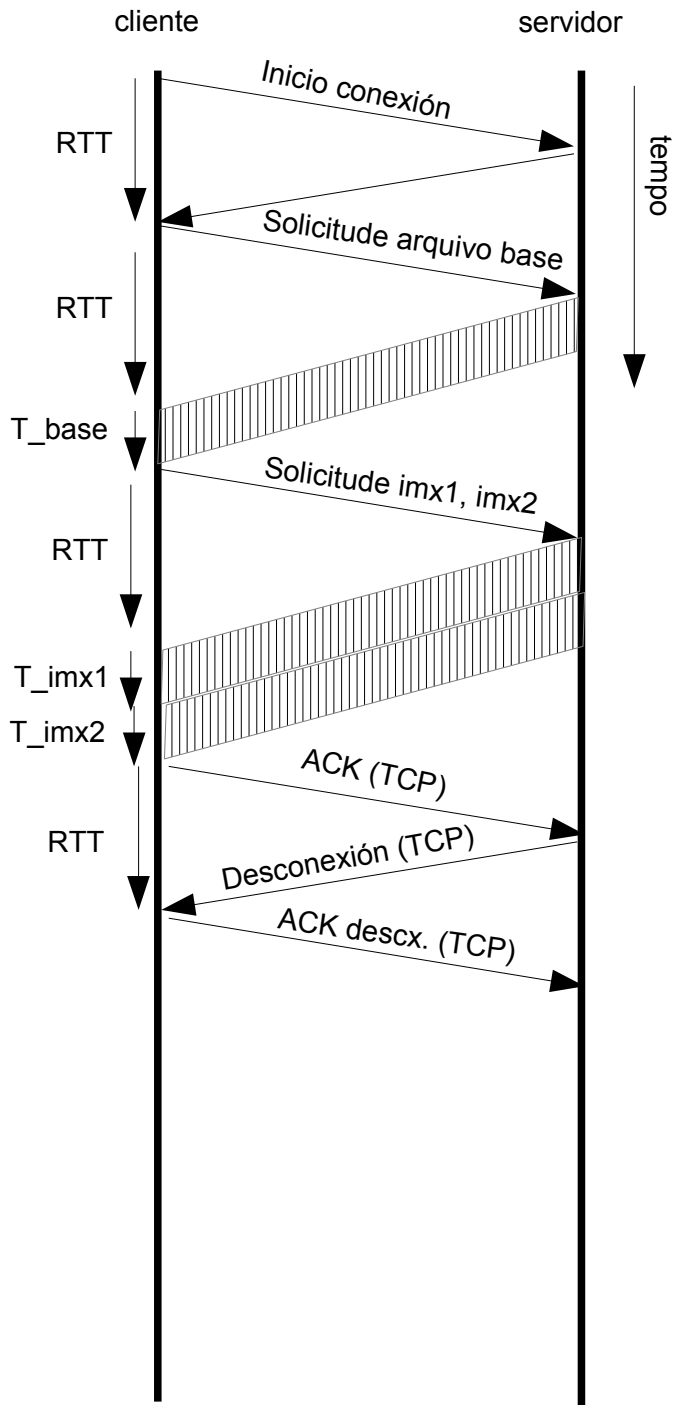 cliente
servidor
Inicio conexión
RTT
tempo
Solicitude arquivo base
RTT
T_base
Solicitude imx1, imx2
RTT
T_imx1
T_imx2
ACK (TCP)
RTT
Desconexión (TCP)
ACK descx. (TCP)